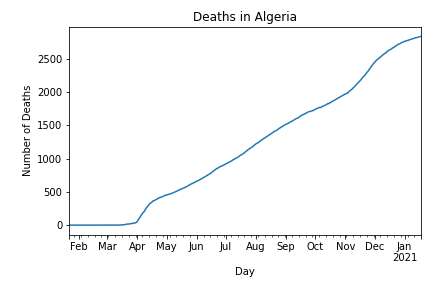 Deaths in Algeria
Number of Deaths
2500
2000
1500
1000
500
0
Feb Mar Apr May Jun Jul Aug Sep Oct Nov Dec Jan
2021
Day